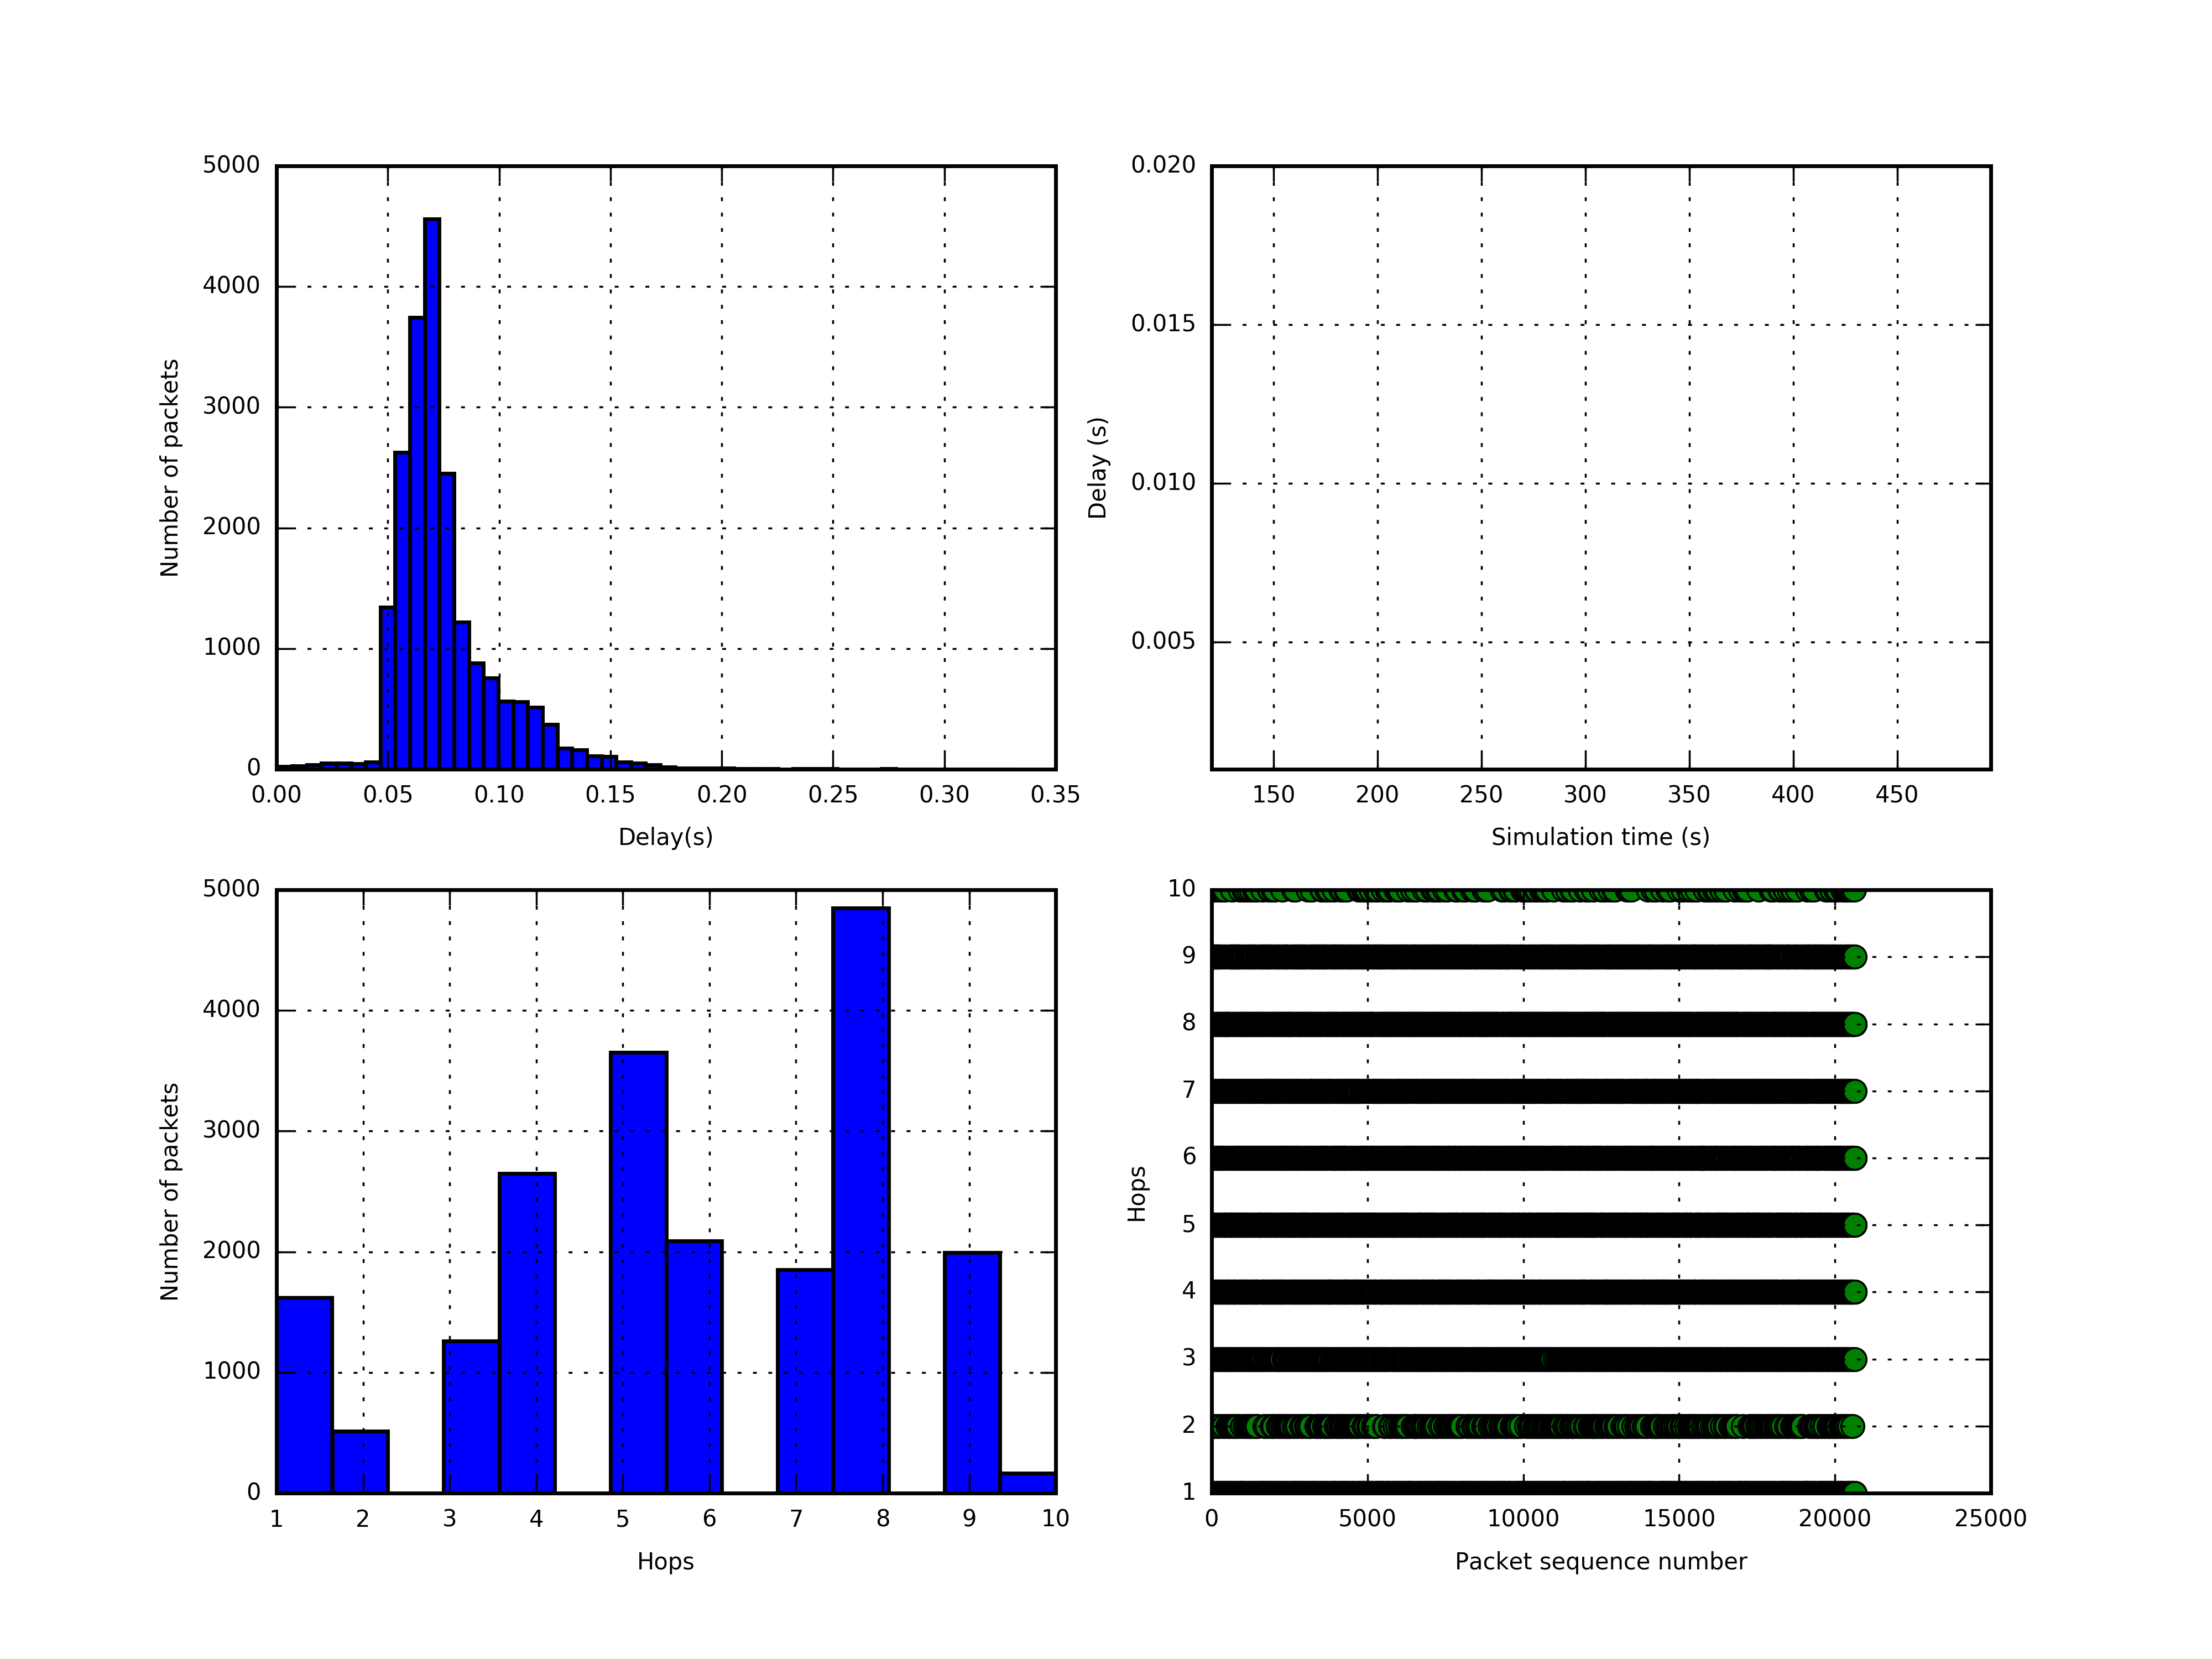 5000
4000
3000
2000
1000
0
0.00 0.05 0.10 0.15 0.20 0.25 0.30 0.35
Number of packets
Delay(s)
0.020
0.015
0.010
0.005
150 200 250 300 350 400 450
Delay (s)
Simulation time (s)
5000
4000
3000
2000
1000
0
1 2 3 4 5 6 7 8 9 10
Number of packets
Hops
10
9
8
7
6
5
4
3
2
1
0 5000 10000 15000 20000 25000
Hops
Packet sequence number